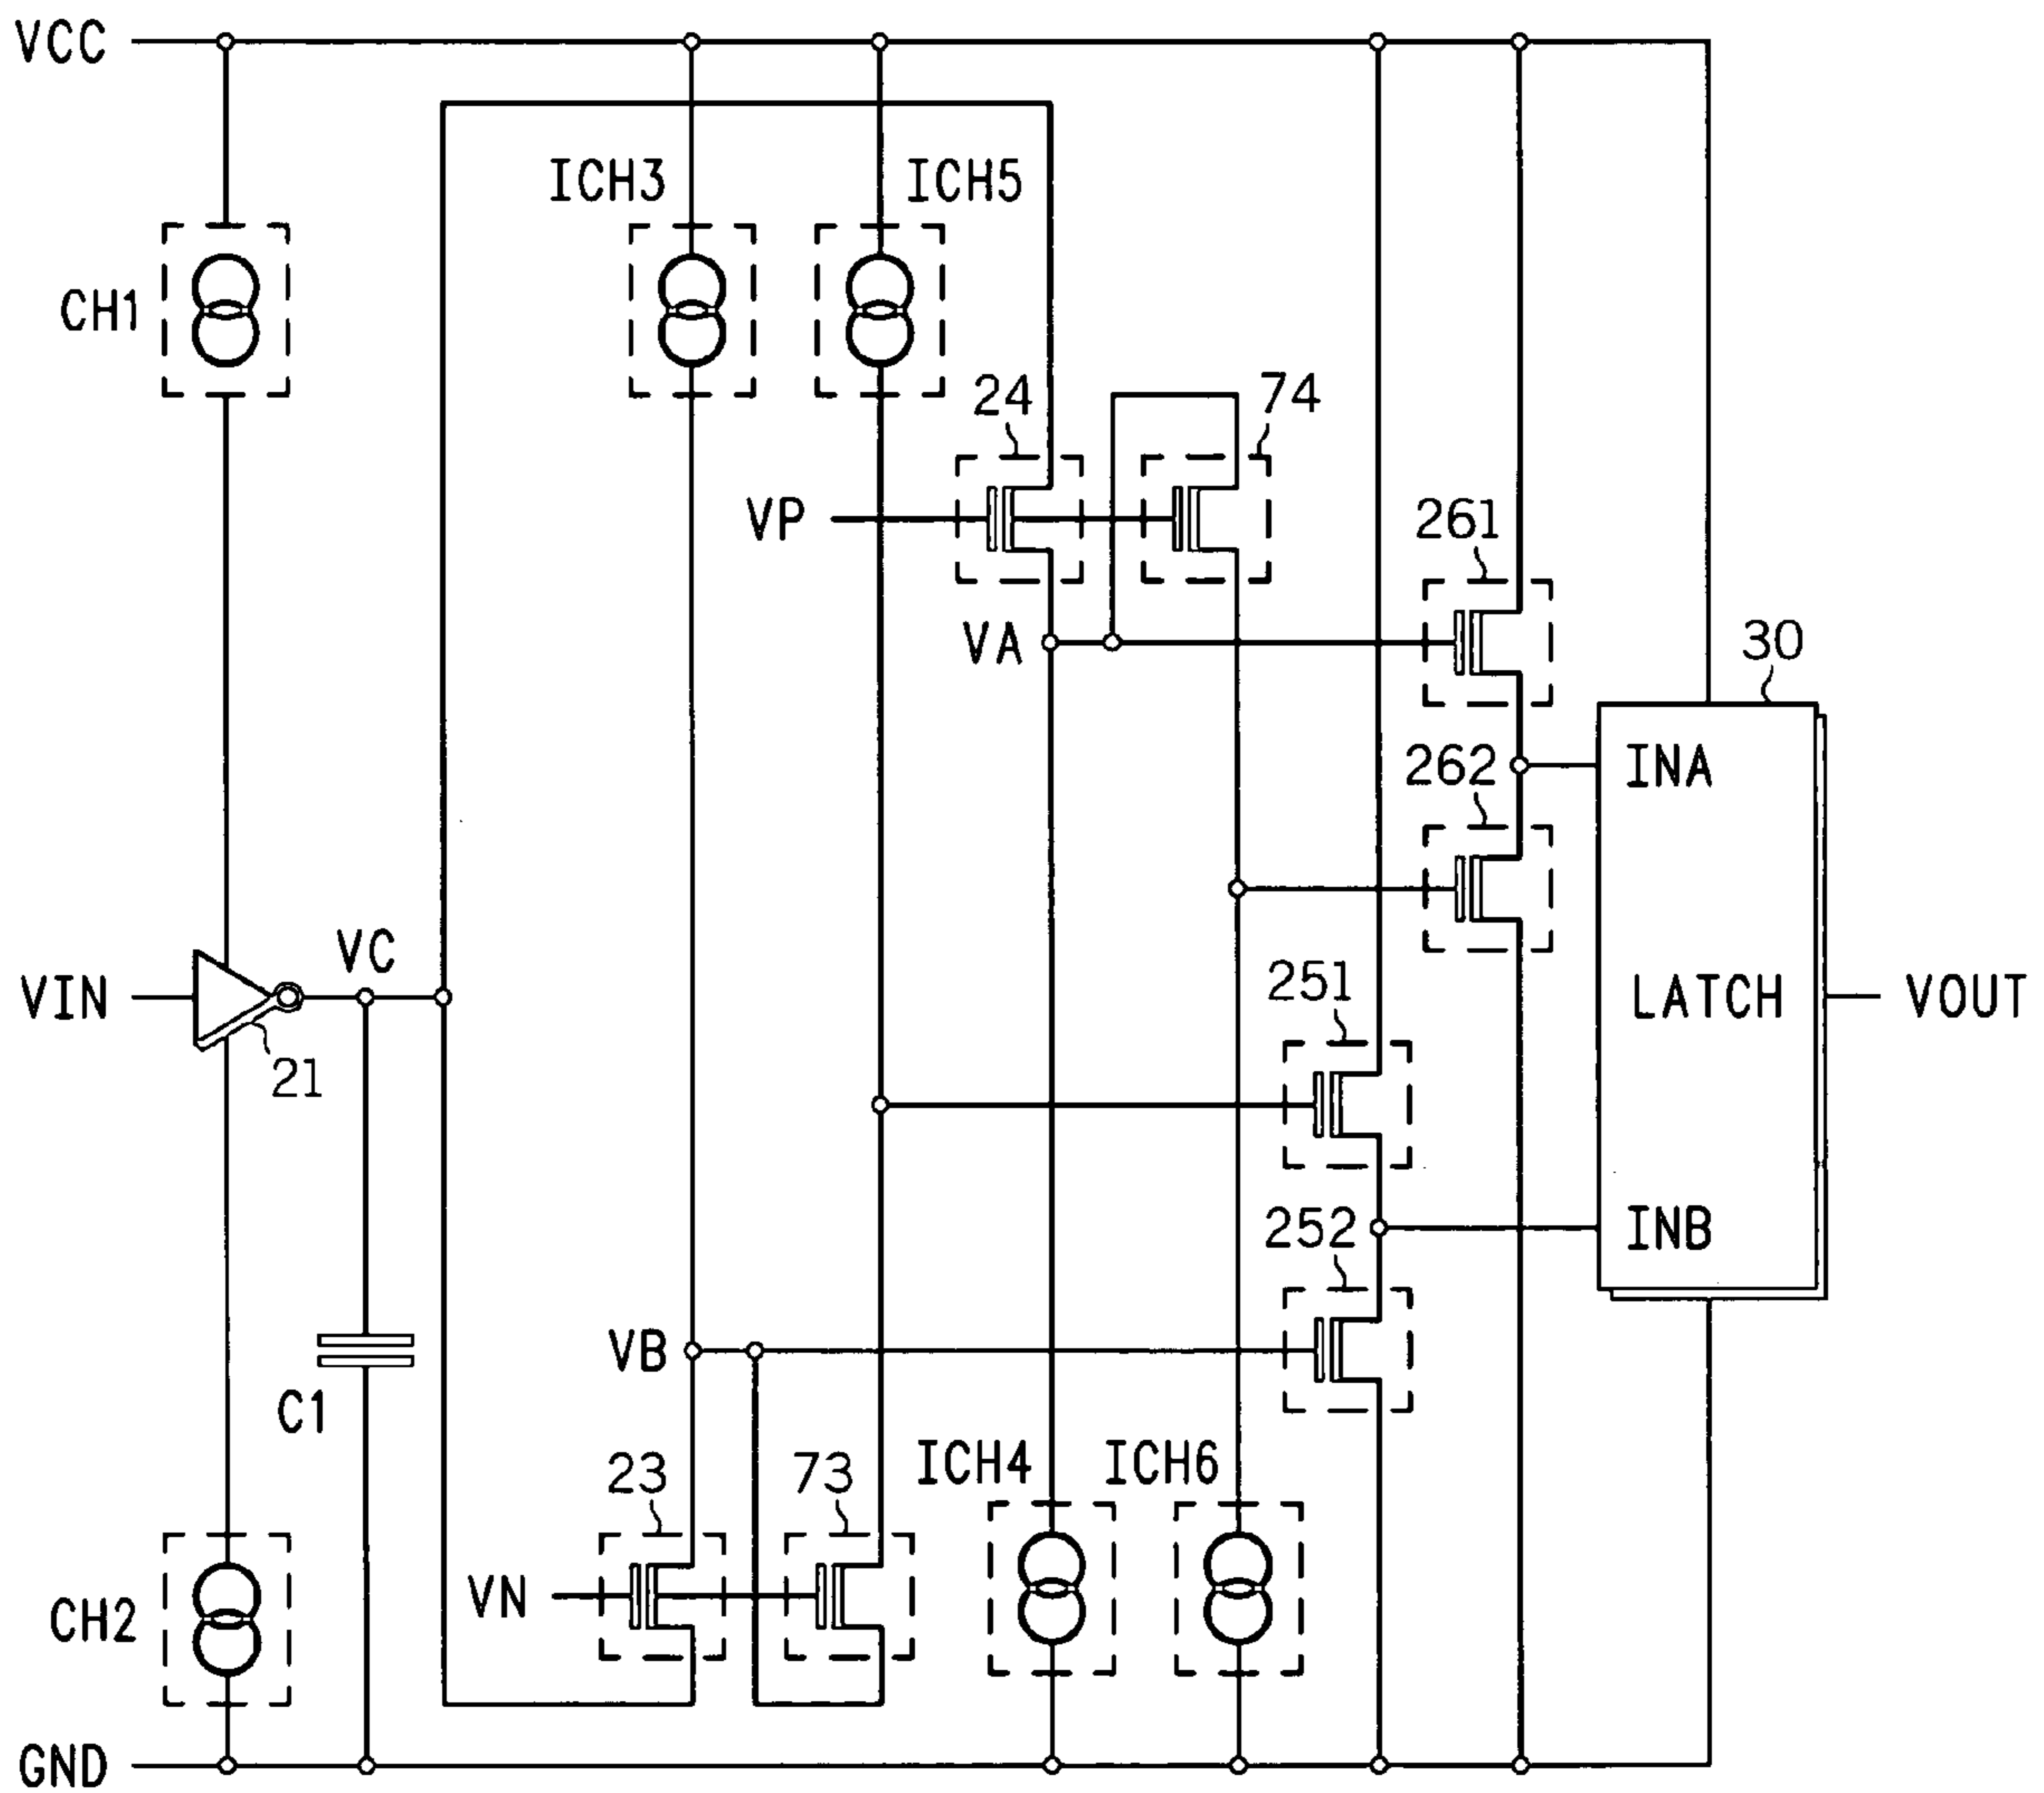 VCC
ICH3
ICH5
CH1
24
74
VP
261
VA
30
INA
262
VC
251
VIN
LATCH
VOUT
21
INB
252
VB
C1
ICH4
ICH6
23
73
VN
CH2
GND